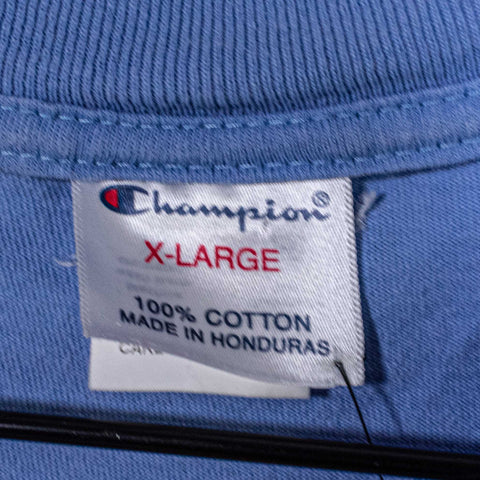 Champion®
X-LARGE
100% COTTON
MADE IN HONDURAS